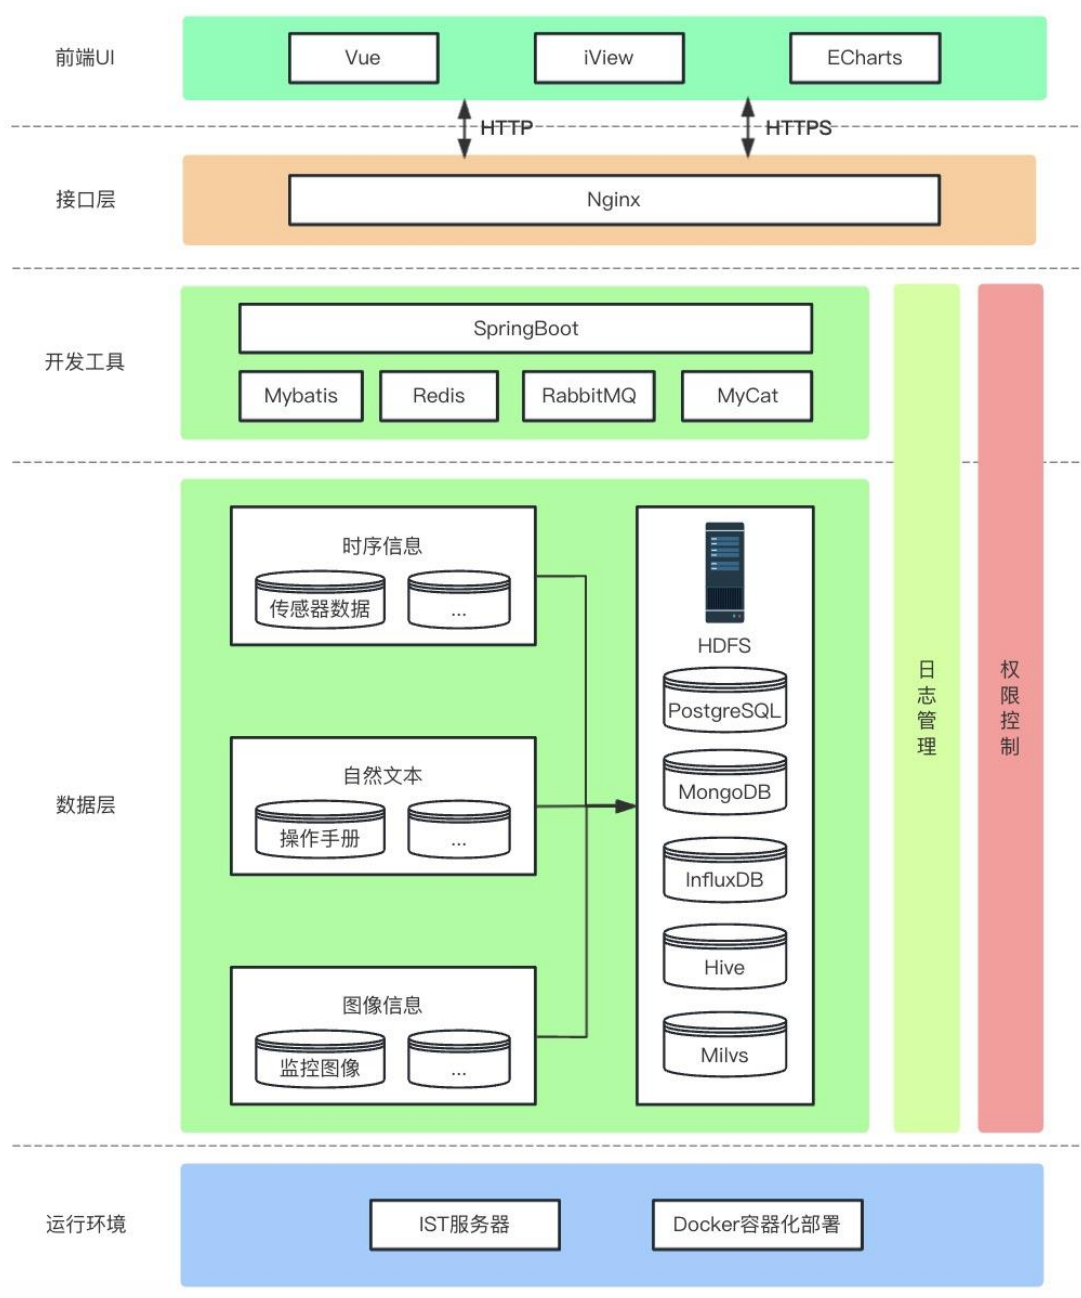 前端UI
Vue
iView
ECharts
HTTP
HTTPS
接口层
Nginx
开发工具
SpringBoot
Mybatis
Redis
RabbitMQ
MyCat
数据层
时序信息
传感器数据
...
自然文本
操作手册
...
图像信息
监控图像
...
HDFS
PostgreSQL
MongoDB
InfluxDB
Hive
Milvs
日志管理
权限控制
运行环境
IST服务器
Docker容器化部署